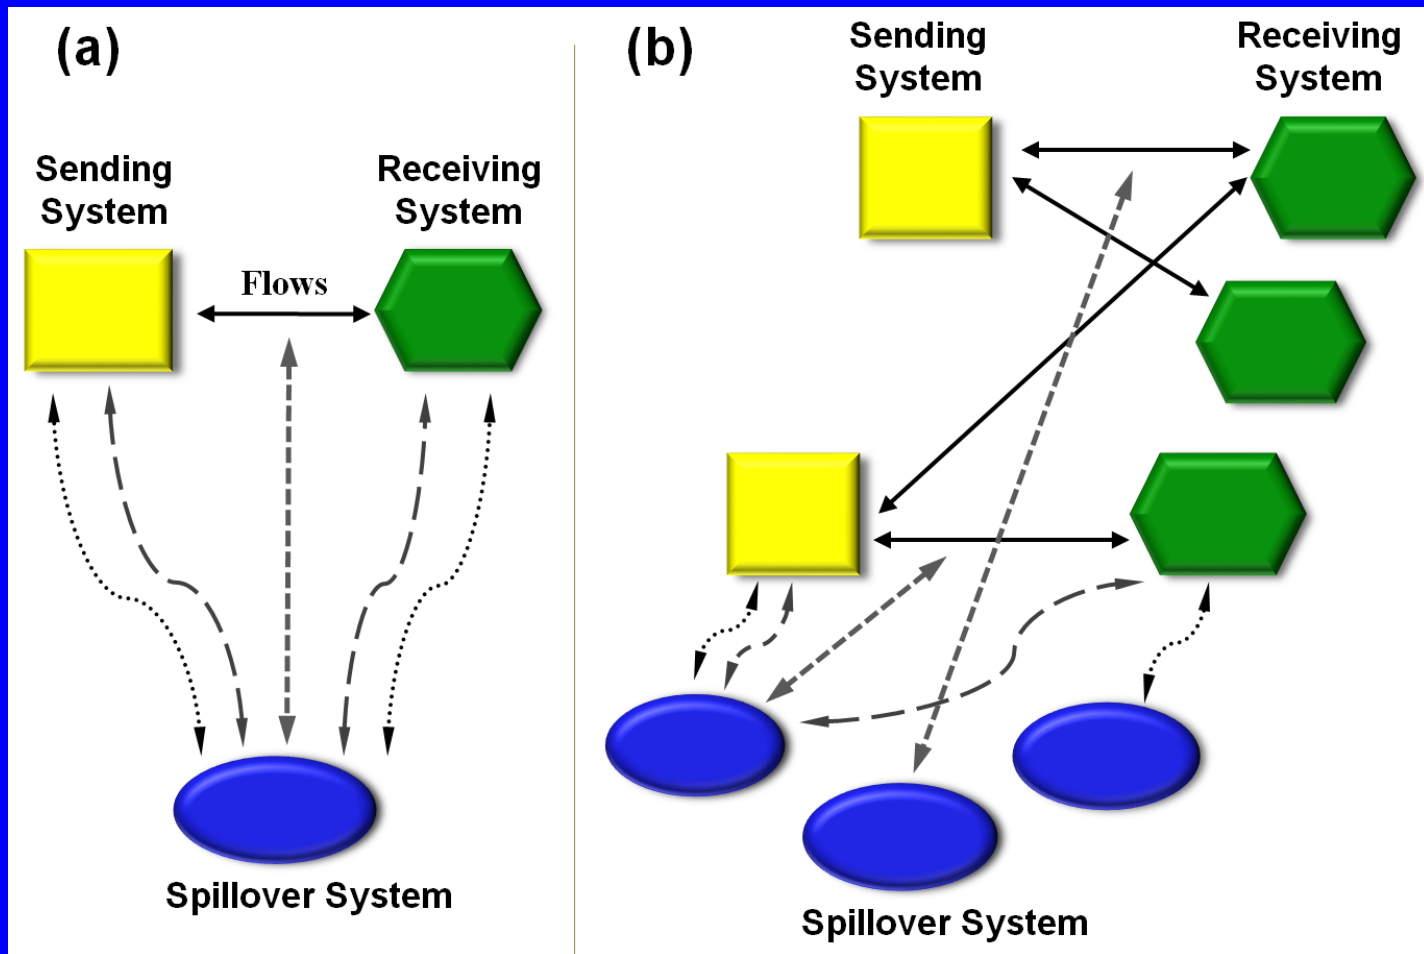 (a)
Sending
System
Receiving
System
Flows
Spillover System
(b)
Sending
System
Receiving
System
Spillover System